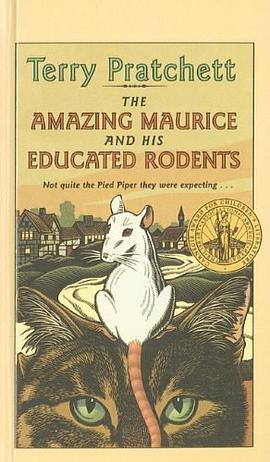 Terry Pratchett
THE
AMAZING MAURICE
AND HIS
EDUCATED RODENTS
Not quite the Pied Piper they were expecting . . .